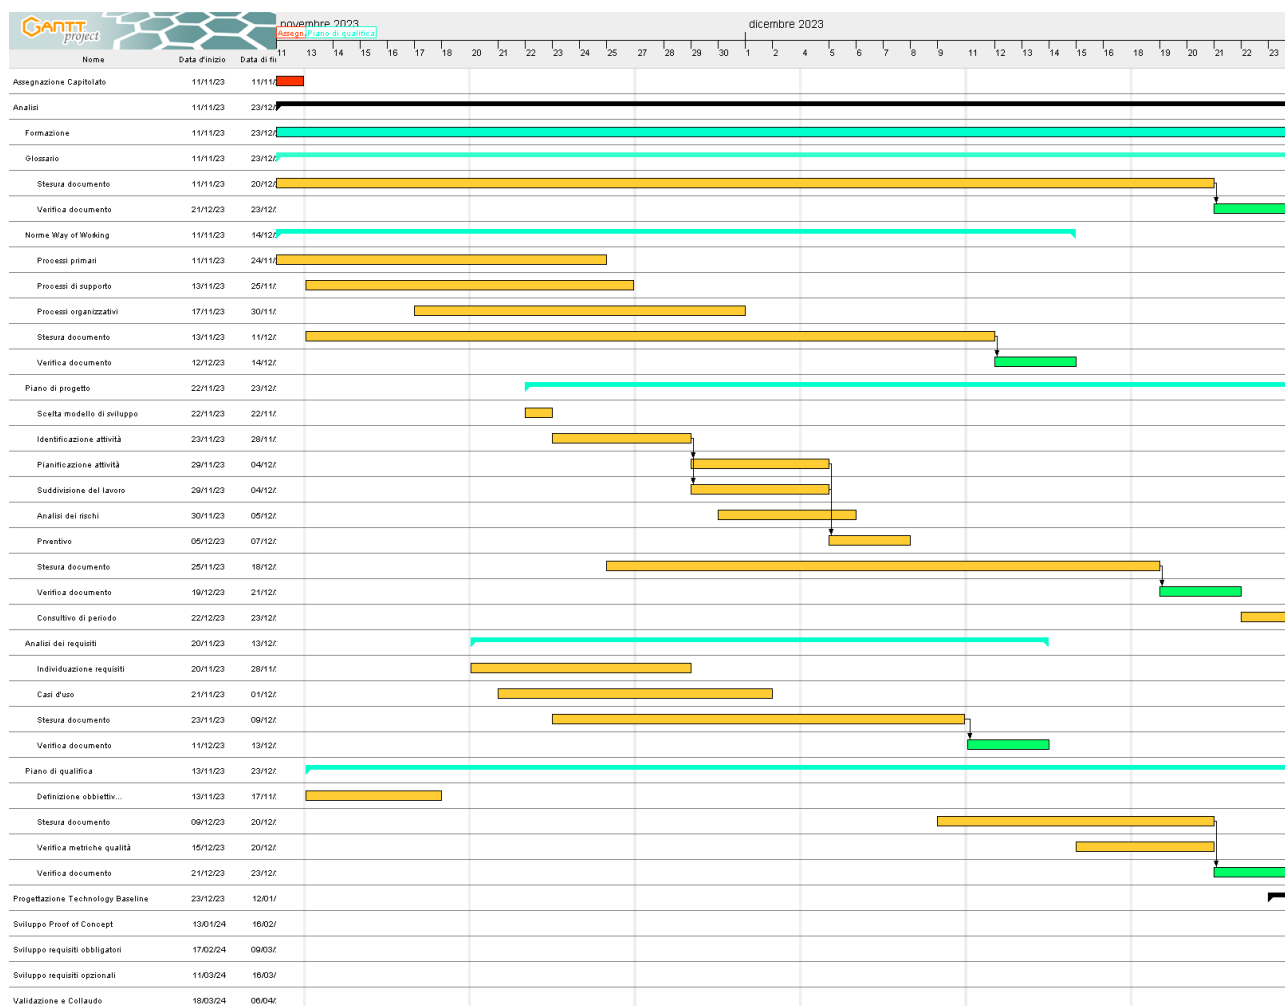 GANTT project
novembre 2023 dicembre 2023
Assegn. Piano di qualifica
11 13 14 15 16 17 18 20 21 22 23 24 25 27 28 29 30 1 2 4 5 6 7 8 9 11 12 13 14 15 16 18 19 20 21 22 23
Nome Data d'inizio Data di fi
Assegnazione Capitolato 11/11/23 11/11/
Analisi 11/11/23 23/12/
Formazione 11/11/23 23/12/
Glossario 11/11/23 23/12/
Stesura documento 11/11/23 20/12/
Verifica documento 21/12/23 23/12/
Norme Way of Working 11/11/23 14/12/
Processi primari 11/11/23 24/11/
Processi di supporto 13/11/23 25/11/
Processi organizzativi 17/11/23 30/11/
Stesura documento 13/11/23 11/12/
Verifica documento 12/12/23 14/12/
Piano di progetto 22/11/23 23/12/
Scelta modello di sviluppo 22/11/23 22/11/
Identificazione attività 23/11/23 28/11/
Pianificazione attività 29/11/23 04/12/
Suddivisione del lavoro 29/11/23 04/12/
Analisi dei rischi 30/11/23 05/12/
Prventivo 05/12/23 07/12/
Stesura documento 25/11/23 18/12/
Verifica documento 19/12/23 21/12/
Consultivo di periodo 22/12/23 23/12/
Analisi dei requisiti 20/11/23 13/12/
Individuazione requisiti 20/11/23 28/11/
Casi d'uso 21/11/23 01/12/
Stesura documento 23/11/23 09/12/
Verifica documento 11/12/23 13/12/
Piano di qualifica 13/11/23 23/12/
Definizione obbiettiv... 13/11/23 17/11/
Stesura documento 09/12/23 20/12/
Verifica metriche qualità 15/12/23 20/12/
Verifica documento 21/12/23 23/12/
Progettazione Technology Baseline 23/12/23 12/01/
Sviluppo Proof of Concept 13/01/24 16/02/
Sviluppo requisiti obbligatori 17/02/24 09/03/
Sviluppo requisiti opzionali 11/03/24 16/03/
Validazione e Collaudo 18/03/24 06/04/